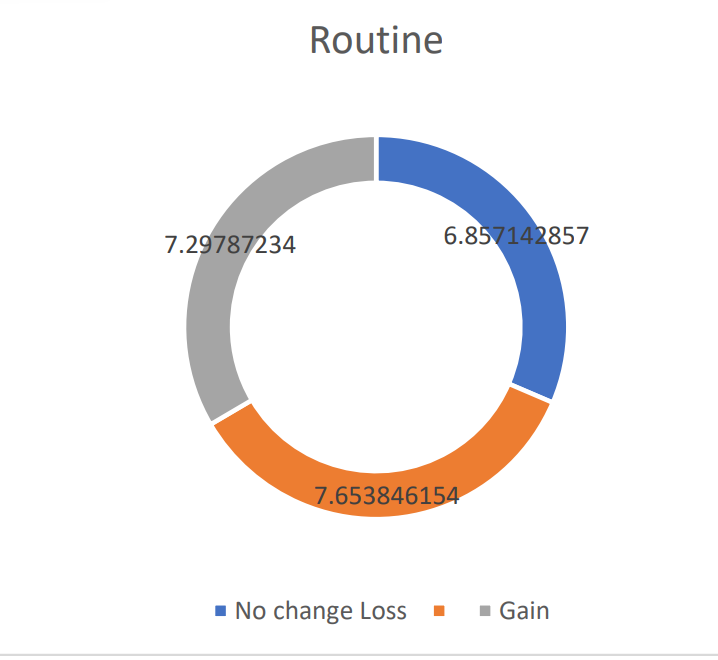 Routine
6.857142857
7.29787234
7.653846154
No change Loss
Gain